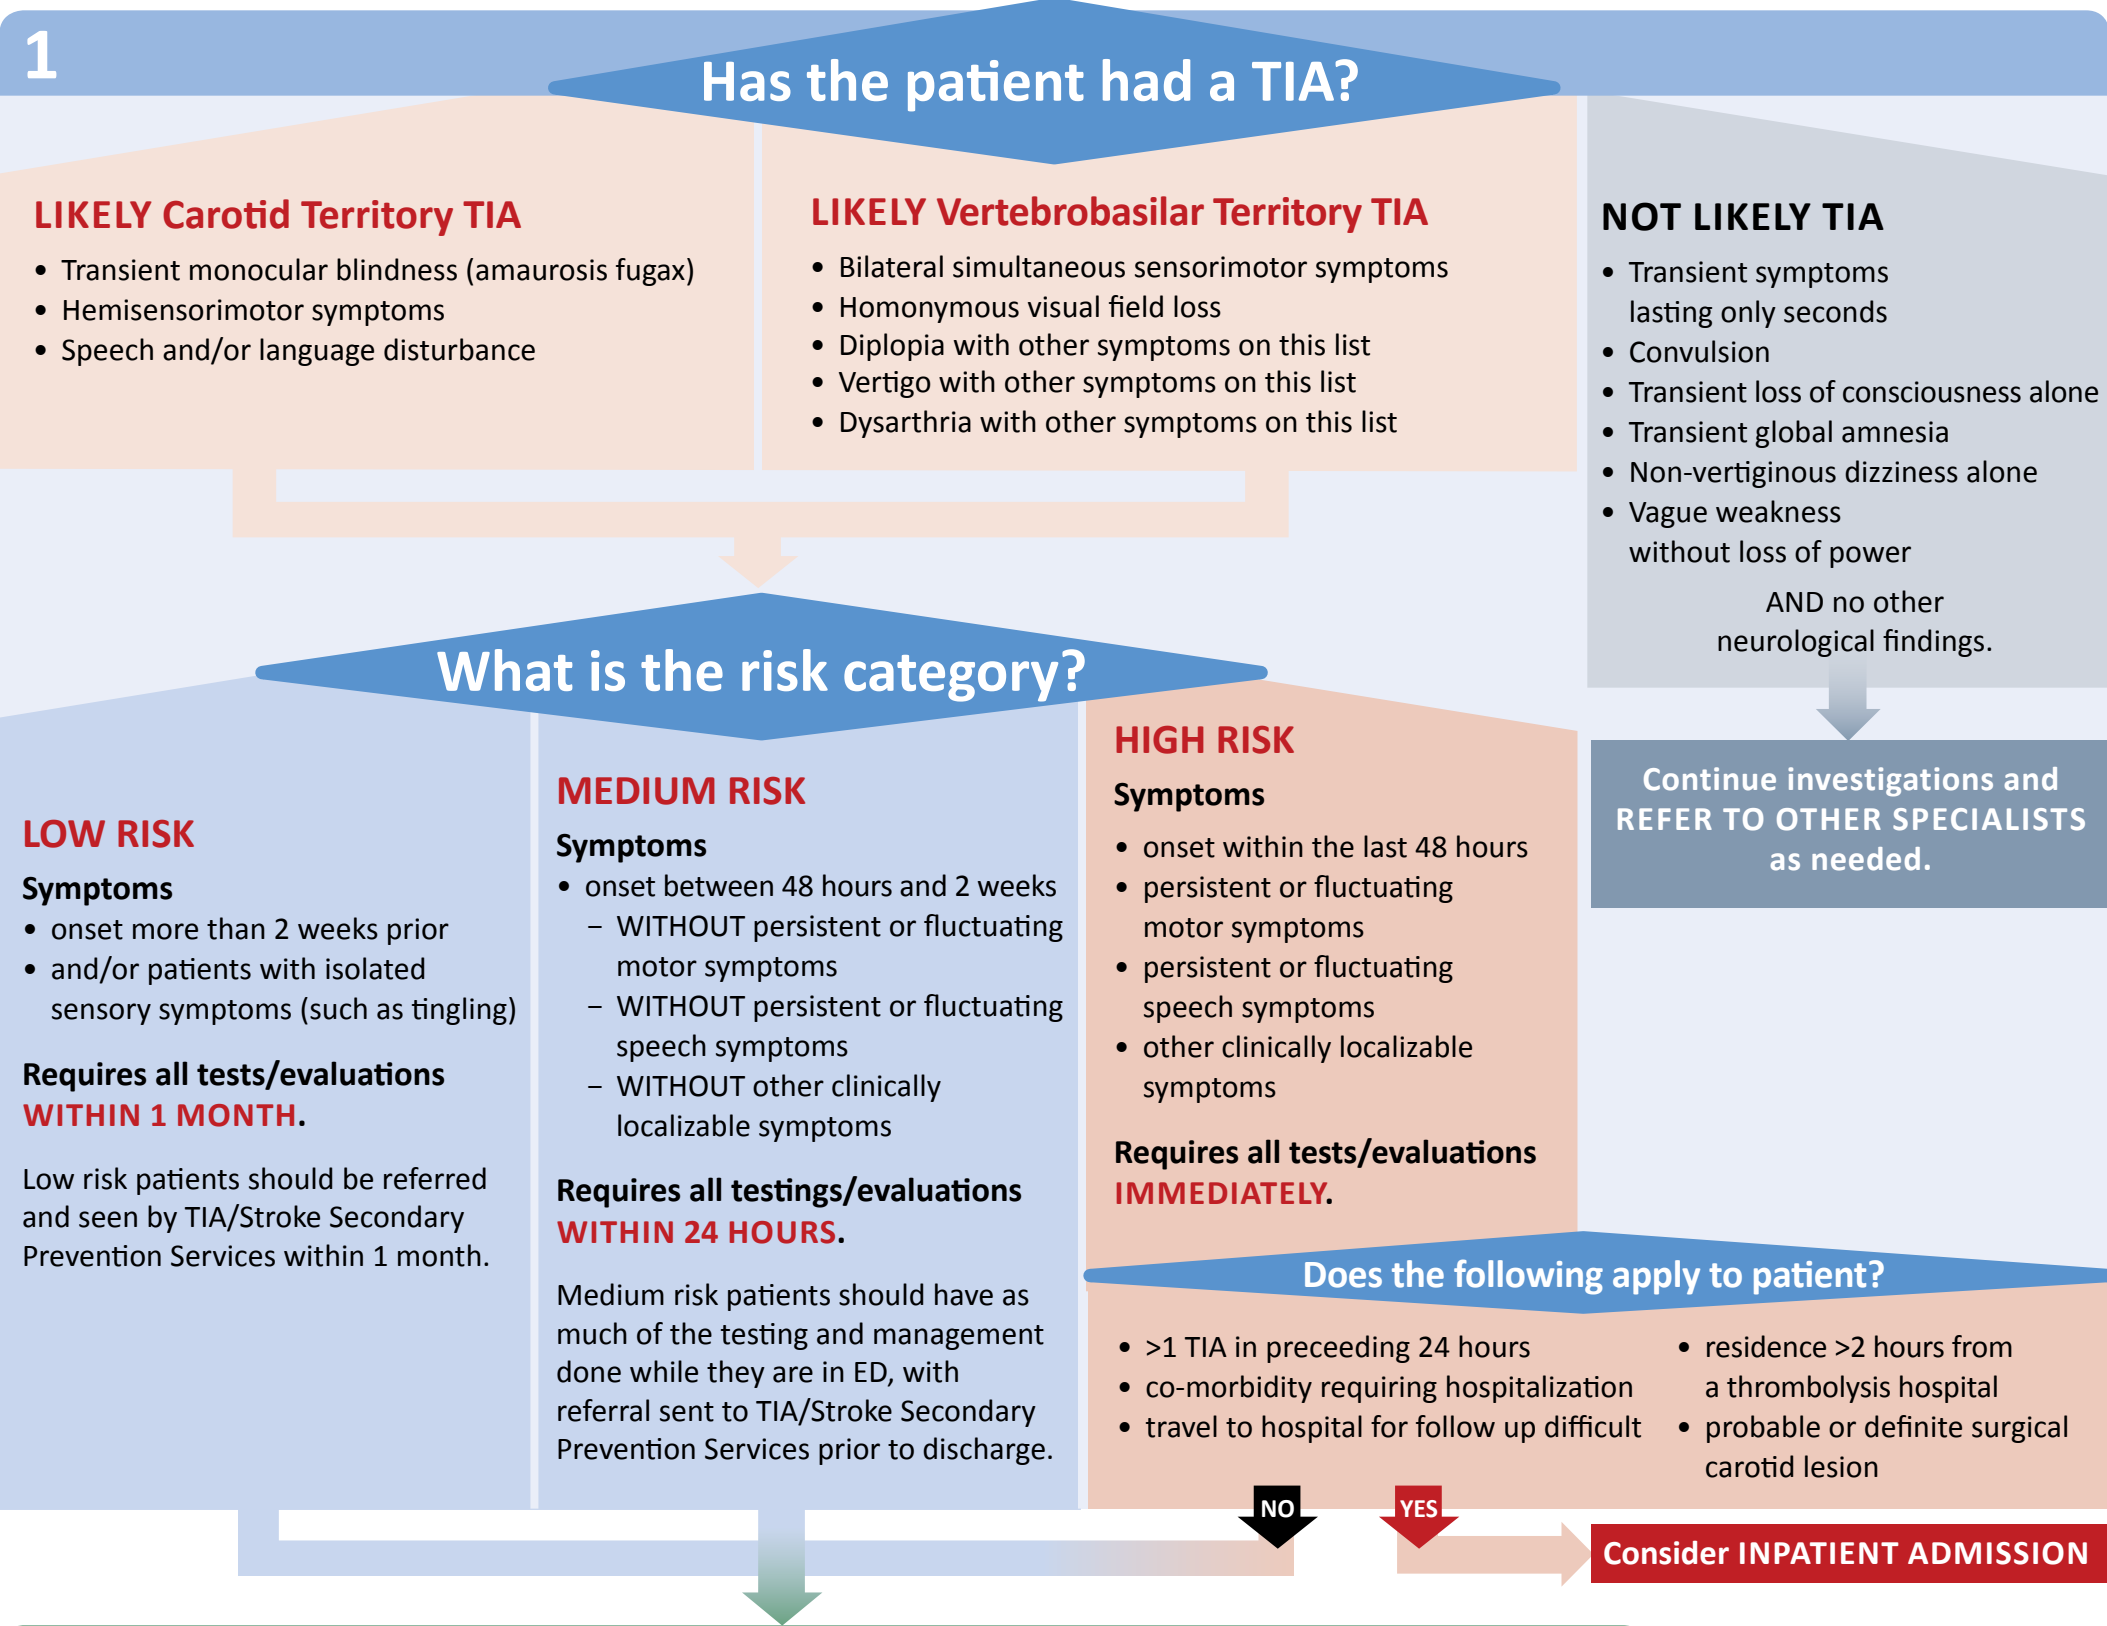 1
Has the patient had a TIA?
LIKELY Carotid Territory TIA
• Transient monocular blindness (amaurosis fugax)
• Hemisensorimotor symptoms
• Speech and/or language disturbance
LIKELY Vertebrobasilar Territory TIA
• Bilateral simultaneous sensorimotor symptoms
• Homonymous visual field loss
• Diplopia with other symptoms on this list
• Vertigo with other symptoms on this list
• Dysarthria with other symptoms on this list
NOT LIKELY TIA
• Transient symptoms
lasting only seconds
• Convulsion
• Transient loss of consciousness alone
• Transient global amnesia
• Non-vertiginous dizziness alone
• Vague weakness
without loss of power
AND no other
neurological findings.
Continue investigations and
REFER TO OTHER SPECIALISTS
as needed.
What is the risk category?
LOW RISK
Symptoms
• onset more than 2 weeks prior
• and/or patients with isolated
sensory symptoms (such as tingling)
Requires all tests/evaluations
WITHIN 1 MONTH.
Low risk patients should be referred
and seen by TIA/Stroke Secondary
Prevention Services within 1 month.
MEDIUM RISK
Symptoms
• onset between 48 hours and 2 weeks
– WITHOUT persistent or fluctuating
motor symptoms
– WITHOUT persistent or fluctuating
speech symptoms
– WITHOUT other clinically
localizable symptoms
Requires all testings/evaluations
WITHIN 24 HOURS.
Medium risk patients should have as
much of the testing and management
done while they are in ED, with
referral sent to TIA/Stroke Secondary
Prevention Services prior to discharge.
HIGH RISK
Symptoms
• onset within the last 48 hours
• persistent or fluctuating
motor symptoms
• persistent or fluctuating
speech symptoms
• other clinically localizable
symptoms
Requires all tests/evaluations
IMMEDIATELY.
Does the following apply to patient?
• >1 TIA in preceeding 24 hours
• co-morbidity requiring hospitalization
• travel to hospital for follow up difficult
• residence >2 hours from
a thrombolysis hospital
• probable or definite surgical
carotid lesion
NO
YES
Consider INPATIENT ADMISSION